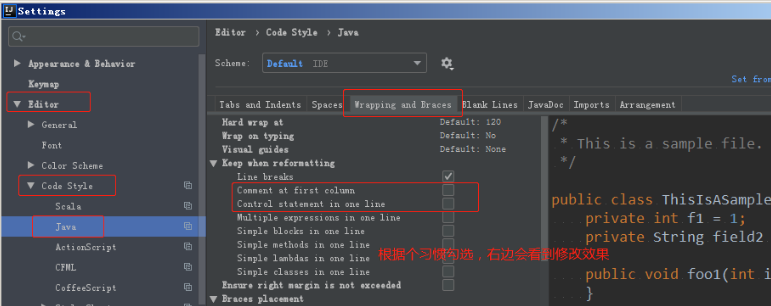 Settings
Editor › Code Style › Java
Scheme: Default IDE
Set from
Appearance & Behavior
Keymap
Editor
General
Font
Color Scheme
Code Style
Scala
Java
ActionScript
CFML
CoffeeScript
Tabs and Indents Spaces Wrapping and Braces Blank Lines JavaDoc Imports Arrangement
Hard wrap at Default: 120
Wrap on typing Default: No
Visual guides Default: None
Keep when reformatting
Line breaks
Comment at first column
Control statement in one line
Multiple expressions in one line
Simple blocks in one line
Simple methods in one line
Simple lambdas in one line
Simple classes in one line
Ensure right margin is not exceeded
Braces placement
根据个习惯勾选，右边会看到修改效果
/*
* This is a sample file.
*/
public class ThisIsASample
private int f1 = 1;
private String field2
public void foo1(int i
}